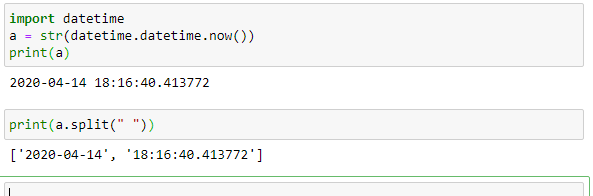 import datetime
a = str(datetime.datetime.now())
print(a)
2020-04-14 18:16:40.413772
print(a.split(" "))
['2020-04-14', '18:16:40.413772']